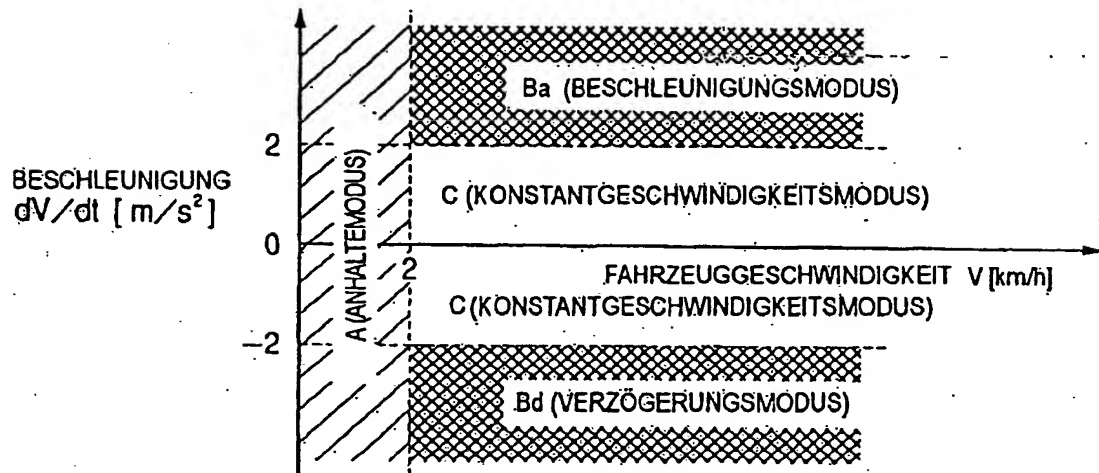 Ba (BESCHLEUNIGUNGSMODUS)
2
BESCHLEUNIGUNG
dV/dt [ m/s²]
A (ANHALTEMODUS)
C (KONSTANTGESCHWINDIGKEITSMODUS)
0
2
FAHRZEUGGESCHWINDIGKEIT V [km/h]
C (KONSTANTGESCHWINDIGKEITSMODUS)
-2
Bd (VERZÖGERUNGSMODUS)